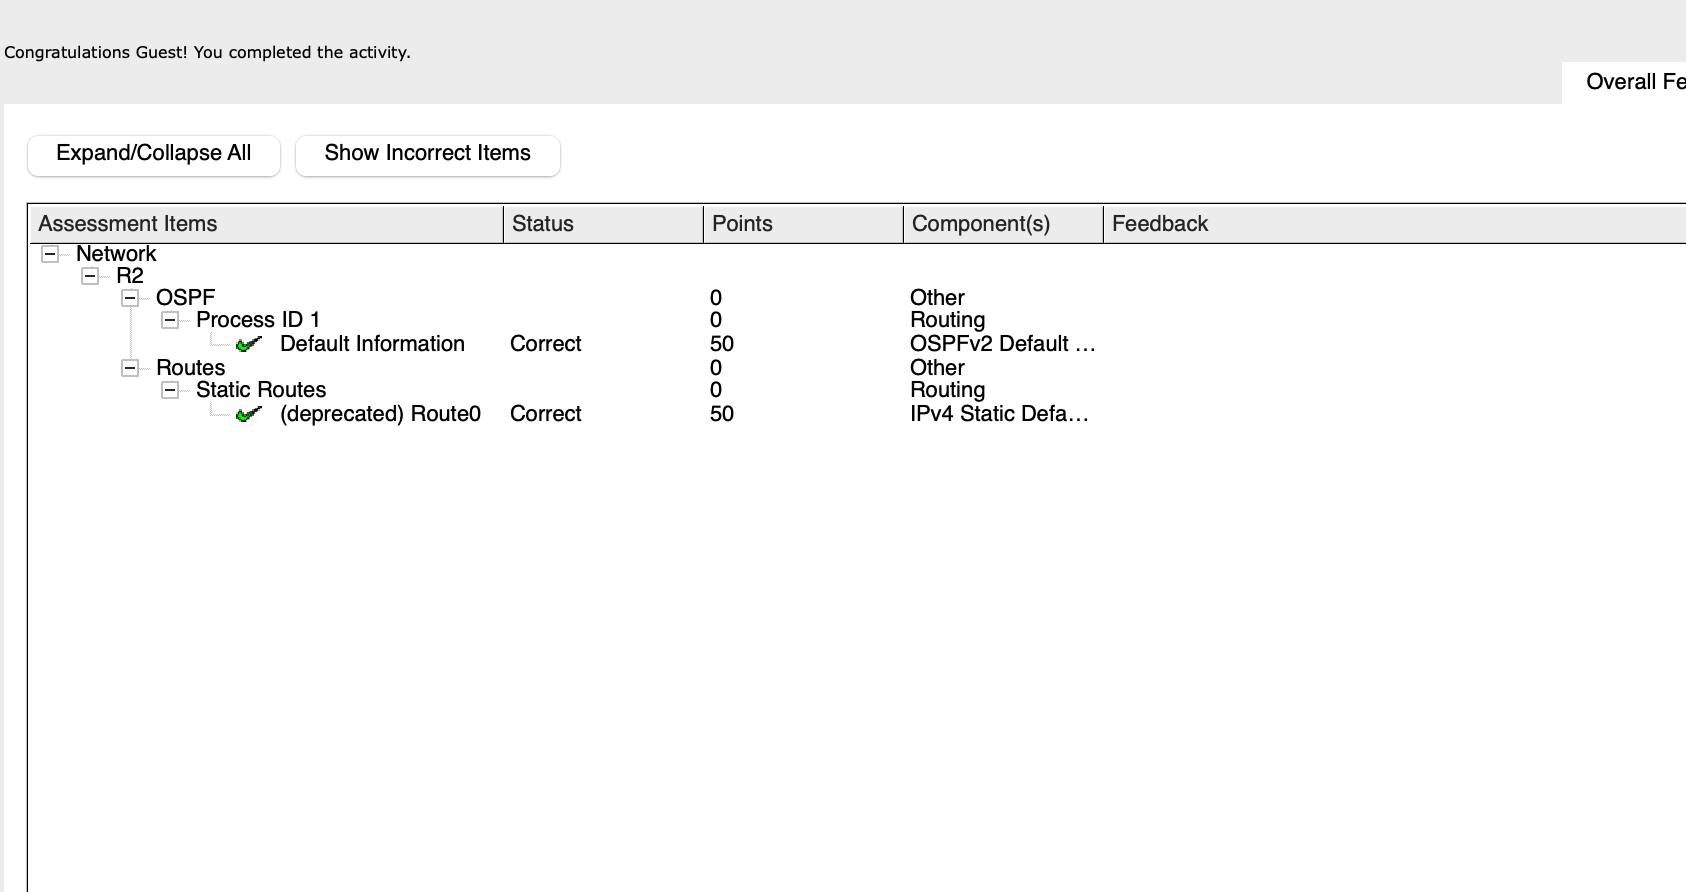 Congratulations Guest! You completed the activity.
Overall Fe
Expand/Collapse All Show Incorrect Items
Assessment Items Status Points Component(s) Feedback
Network
R2
OSPF 0 Other
Process ID 1 0 Routing
Default Information Correct 50 OSPFv2 Default ...
Routes 0 Other
Static Routes 0 Routing
(deprecated) Route0 Correct 50 IPv4 Static Defa...